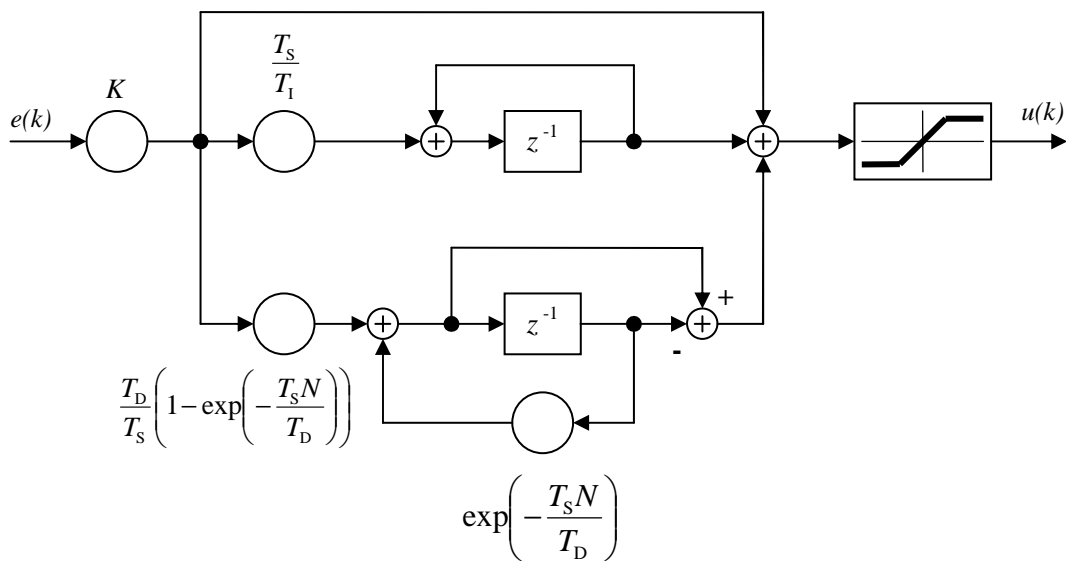 K
T_S/T_I
e(k)
z^{-1}
u(k)
+
+
z^{-1}
+
+
+
-
T_D/T_S(1-exp(-T_S N/T_D))
exp(-T_S N/T_D)